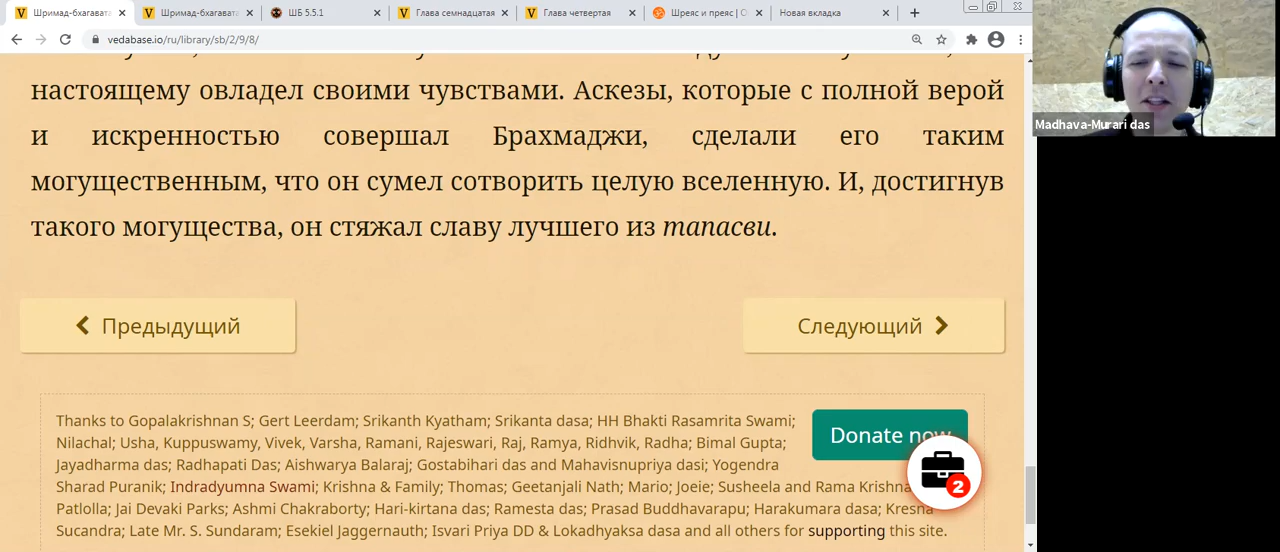 Шримад-бхагавата
Шримад-бхагавата
ШБ 5.5.1
Глава семнадцатая
Глава четвертая
Шреяс и преяс | О
Новая вкладка
vedabase.io/ru/library/sb/2/9/8/
Madhava-Murari das
настоящему овладел своими чувствами. Аскезы, которые с полной верой
и искренностью совершал Брахмаджи, сделали его таким
могущественным, что он сумел сотворить целую вселенную. И, достигнув
такого могущества, он стяжал славу лучшего из тапасви.
Предыдущий
Следующий
Thanks to Gopalakrishnan S; Gert Leerdam; Srikanth Kyatham; Srikanta dasa; HH Bhakti Rasamrita Swami;
Nilachal; Usha, Kuppuswamy, Vivek, Varsha, Ramani, Rajeswari, Raj, Ramya, Ridhvik, Radha; Bimal Gupta;
Jayadharma das; Radhapati Das; Aishwarya Balaraj; Gostabihari das and Mahavisnupriya dasi; Yogendra
Sharad Puranik; Indradyumna Swami; Krishna & Family; Thomas; Geetanjali Nath; Mario; Joeie; Susheela and Rama Krishna
Patlolla; Jai Devaki Parks; Ashmi Chakraborty; Hari-kirtana das; Ramesta das; Prasad Buddhavarapu; Harakumara dasa; Kresna
Sucandra; Late Mr. S. Sundaram; Esekiel Jaggernauth; Isvari Priya DD & Lokadhyaksa dasa and all others for supporting this site.
Donate now
2